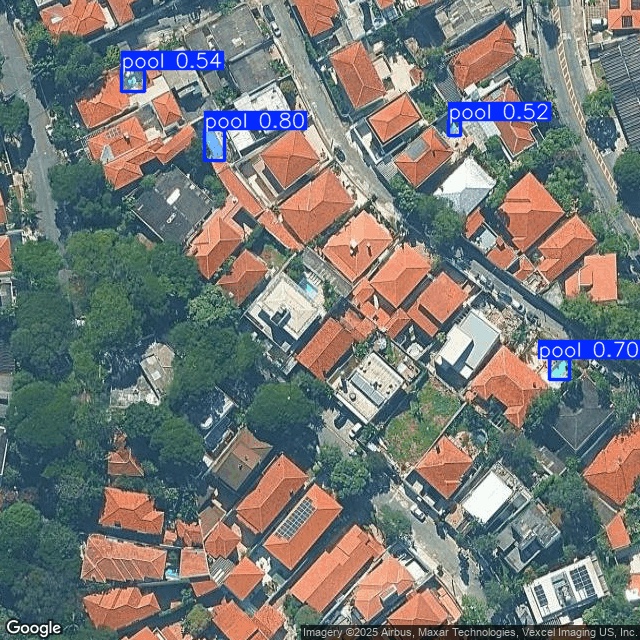 pool 0.54
pool 0.80
pool 0.52
pool 0.70
Google
Imagery ©2025 Airbus, Maxar Technologies, Vexcel Imaging US, Inc.